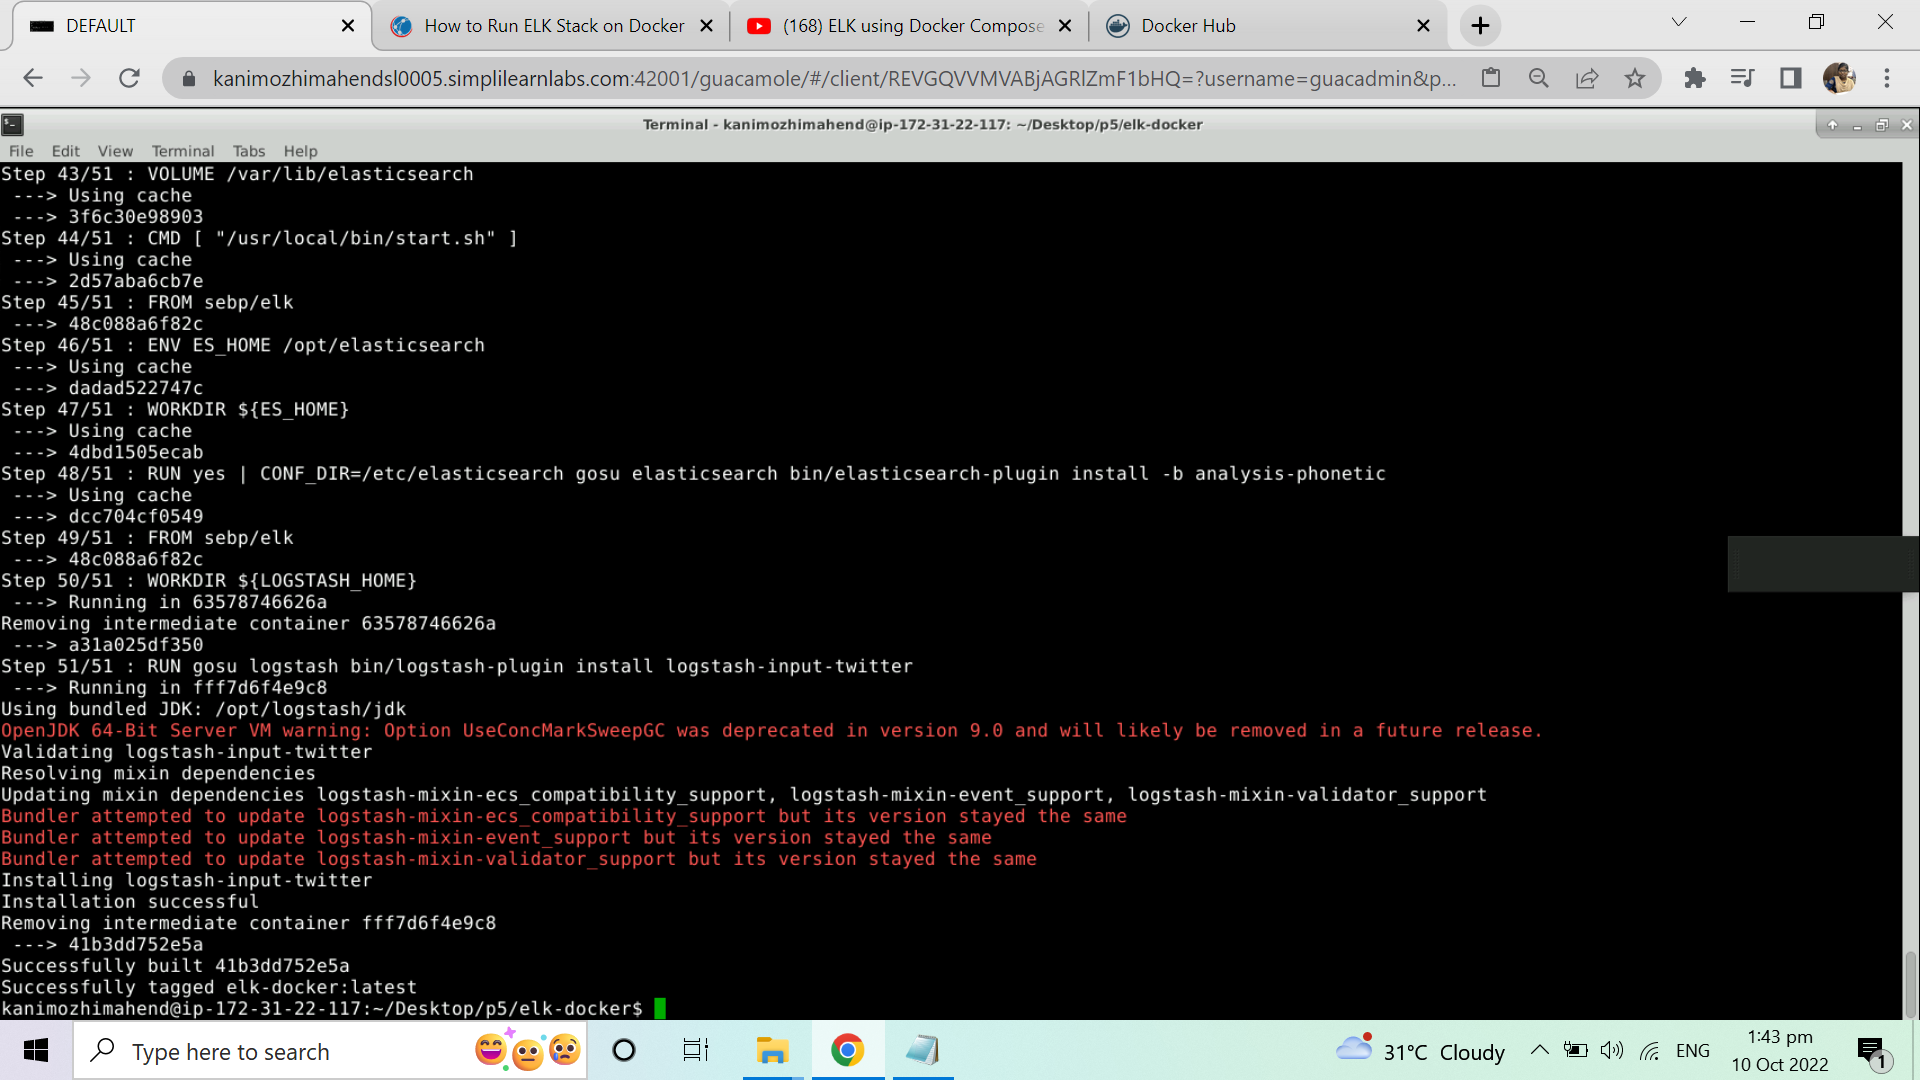 DEFAULT
How to Run ELK Stack on Docker
(168) ELK using Docker Compose
Docker Hub
kanimozhimahendsl0005.simplilearnlabs.com:42001/guacamole/#/client/REVGQVVMVABjAGRlZmF1bHQ=?username=guacadmin&p...
Terminal - kanimozhimahend@ip-172-31-22-117: ~/Desktop/p5/elk-docker
File Edit View Terminal Tabs Help
Step 43/51 : VOLUME /var/lib/elasticsearch
---> Using cache
---> 3f6c30e98903
Step 44/51 : CMD [ "/usr/local/bin/start.sh" ]
---> Using cache
---> 2d57aba6cb7e
Step 45/51 : FROM sebp/elk
---> 48c088a6f82c
Step 46/51 : ENV ES_HOME /opt/elasticsearch
---> Using cache
---> dadad522747c
Step 47/51 : WORKDIR ${ES_HOME}
---> Using cache
---> 4dbd1505ecab
Step 48/51 : RUN yes | CONF_DIR=/etc/elasticsearch gosu elasticsearch bin/elasticsearch-plugin install -b analysis-phonetic
---> Using cache
---> dcc704cf0549
Step 49/51 : FROM sebp/elk
---> 48c088a6f82c
Step 50/51 : WORKDIR ${LOGSTASH_HOME}
---> Running in 63578746626a
Removing intermediate container 63578746626a
---> a31a025df350
Step 51/51 : RUN gosu logstash bin/logstash-plugin install logstash-input-twitter
---> Running in fff7d6f4e9c8
Using bundled JDK: /opt/logstash/jdk
OpenJDK 64-Bit Server VM warning: Option UseConcMarkSweepGC was deprecated in version 9.0 and will likely be removed in a future release.
Validating logstash-input-twitter
Resolving mixin dependencies
Updating mixin dependencies logstash-mixin-ecs_compatibility_support, logstash-mixin-event_support, logstash-mixin-validator_support
Bundler attempted to update logstash-mixin-ecs_compatibility_support but its version stayed the same
Bundler attempted to update logstash-mixin-event_support but its version stayed the same
Bundler attempted to update logstash-mixin-validator_support but its version stayed the same
Installing logstash-input-twitter
Installation successful
Removing intermediate container fff7d6f4e9c8
---> 41b3dd752e5a
Successfully built 41b3dd752e5a
Successfully tagged elk-docker:latest
kanimozhimahend@ip-172-31-22-117:~/Desktop/p5/elk-docker$
Type here to search
31°C Cloudy
ENG
1:43 pm
10 Oct 2022
1